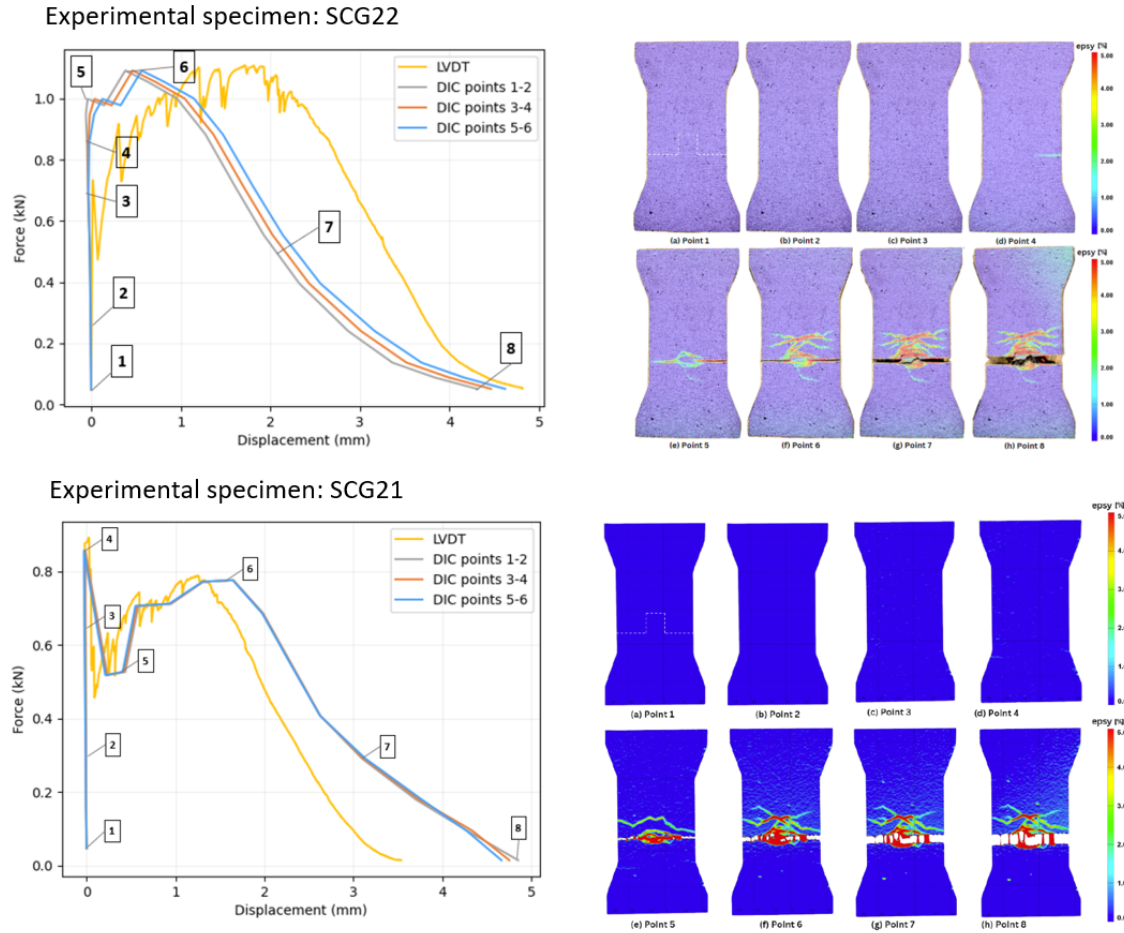 Experimental specimen: SCG22
5
6
4
3
7
2
1
8
LVDT
DIC points 1-2
DIC points 3-4
DIC points 5-6
Force (kN)
1.0
0.8
0.6
0.4
0.2
0.0
0 1 2 3 4 5
Displacement (mm)
epsy [%]
5.00
4.00
3.00
2.00
1.00
0.00
(a) Point 1 (b) Point 2 (c) Point 3 (d) Point 4
epsy [%]
5.00
4.00
3.00
2.00
1.00
0.00
(e) Point 5 (f) Point 6 (g) Point 7 (h) Point 8
Experimental specimen: SCG21
4
3
6
5
2
7
1
8
LVDT
DIC points 1-2
DIC points 3-4
DIC points 5-6
Force (kN)
0.8
0.6
0.4
0.2
0.0
0 1 2 3 4 5
Displacement (mm)
epsy [%]
(a) Point 1 (b) Point 2 (c) Point 3 (d) Point 4
epsy [%]
(e) Point 5 (f) Point 6 (g) Point 7 (h) Point 8